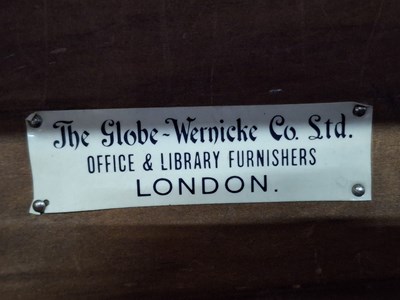 The Globe-Wernicke Co. Ltd.
OFFICE & LIBRARY FURNISHERS
LONDON.